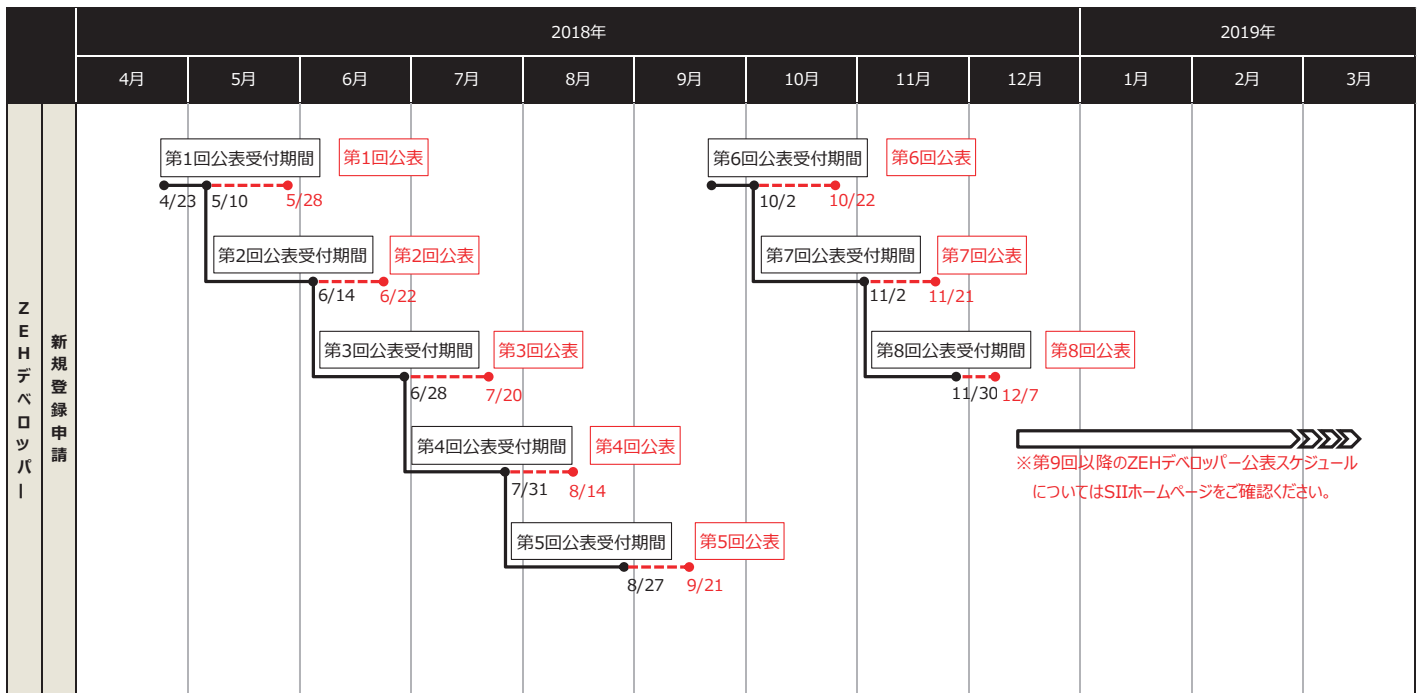 2018年
2019年
4月
5月
6月
7月
8月
9月
10月
11月
12月
1月
2月
3月
ZEHデベロッパー
新規登録申請
第1回公表受付期間
第1回公表
4/23
5/10
5/28
第2回公表受付期間
第2回公表
6/14
6/22
第3回公表受付期間
第3回公表
6/28
7/20
第4回公表受付期間
第4回公表
7/31
8/14
第5回公表受付期間
第5回公表
8/27
9/21
第6回公表受付期間
第6回公表
10/2
10/22
第7回公表受付期間
第7回公表
11/2
11/21
第8回公表受付期間
第8回公表
11/30
12/7
※第9回以降のZEHデベロッパー公表スケジュール
についてはSIIホームページをご確認ください。